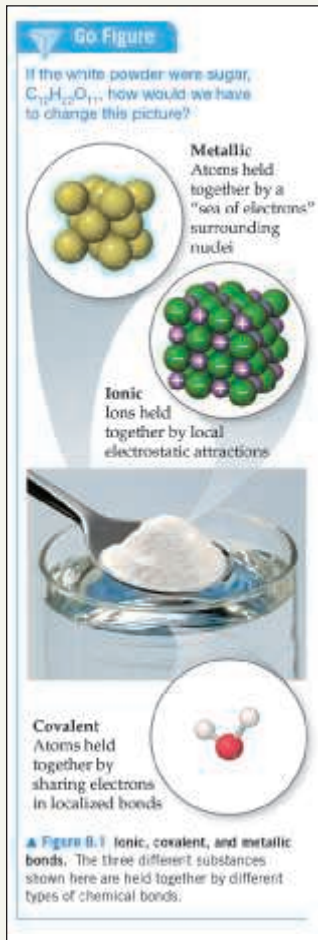 Go Figure
If the white powder were sugar,
C₁₂H₂₂O₁₁, how would we have
to change this picture?
Metallic
Atoms held
together by a
"sea of electrons"
surrounding
nuclei
Ionic
Ions held
together by local
electrostatic attractions
Covalent
Atoms held
together by
sharing electrons
in localized bonds
▲ Figure 8.1 Ionic, covalent, and metallic
bonds. The three different substances
shown here are held together by different
types of chemical bonds.